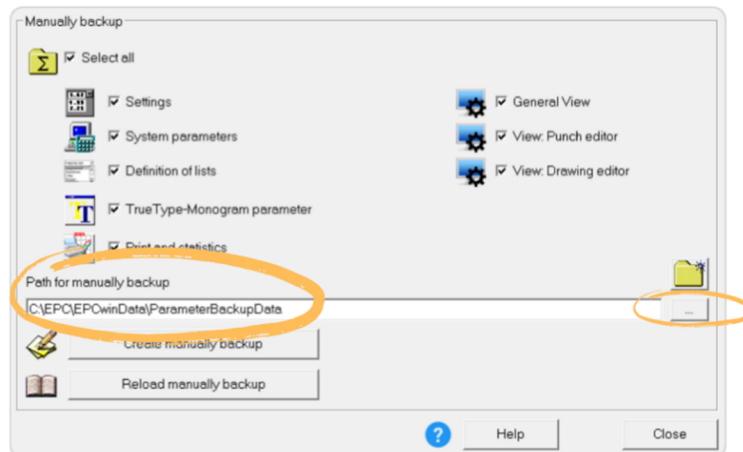 Manually backup
Select all
Settings
General View
System parameters
View: Punch editor
Definition of lists
View: Drawing editor
TrueType-Monogram parameter
Print and statistics
Path for manually backup
C:\EPC\EPCwinData\ParameterBackupData
...
Create manually backup
Reload manually backup
? Help
Close